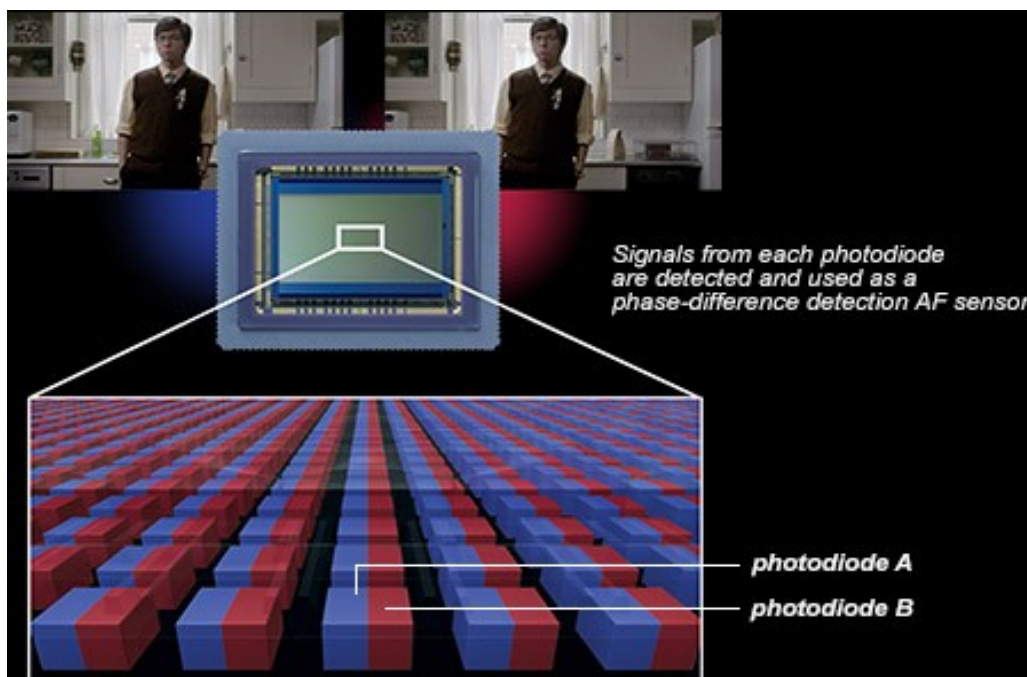 Signals from each photodiode
are detected and used as a
phase-difference detection AF sensor
photodiode A
photodiode B